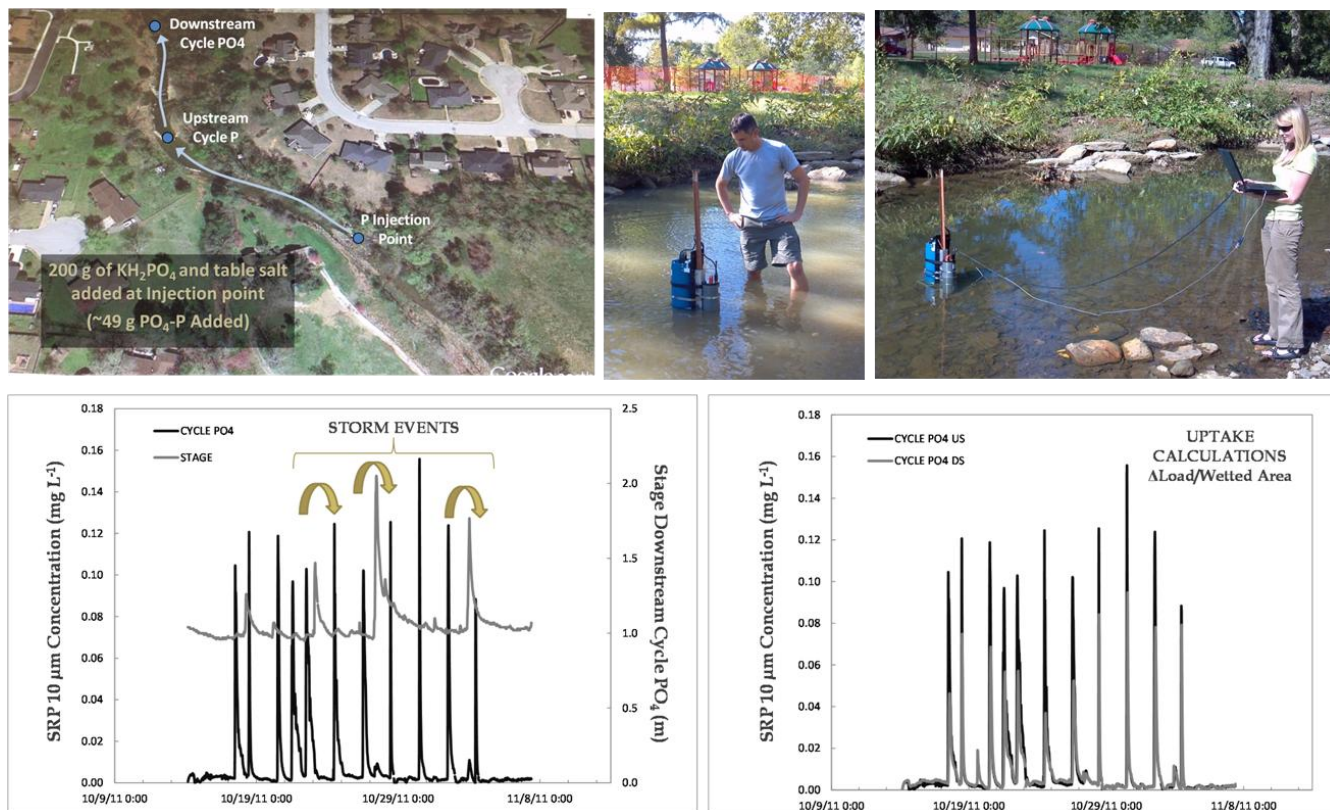 Downstream
Cycle PO4
Upstream
Cycle P
P Injection
Point
200 g of KH₂PO₄ and table salt
added at Injection point
(~49 g PO₄-P Added)
CYCLE PO4
STAGE
STORM EVENTS
SRP 10 µm Concentration (mg L⁻¹)
0.18
0.16
0.14
0.12
0.10
0.08
0.06
0.04
0.02
0.00
2.5
2.0
1.5
1.0
0.5
0.0
Stage Downstream Cycle PO₄ (m)
10/9/11 0:00
10/19/11 0:00
10/29/11 0:00
11/8/11 0:00
CYCLE PO4 US
CYCLE PO4 DS
UPTAKE
CALCULATIONS
ΔLoad/Wetted Area
SRP 10 µm Concentration (mg L⁻¹)
0.18
0.16
0.14
0.12
0.10
0.08
0.06
0.04
0.02
0.00
10/9/11 0:00
10/19/11 0:00
10/29/11 0:00
11/8/11 0:00